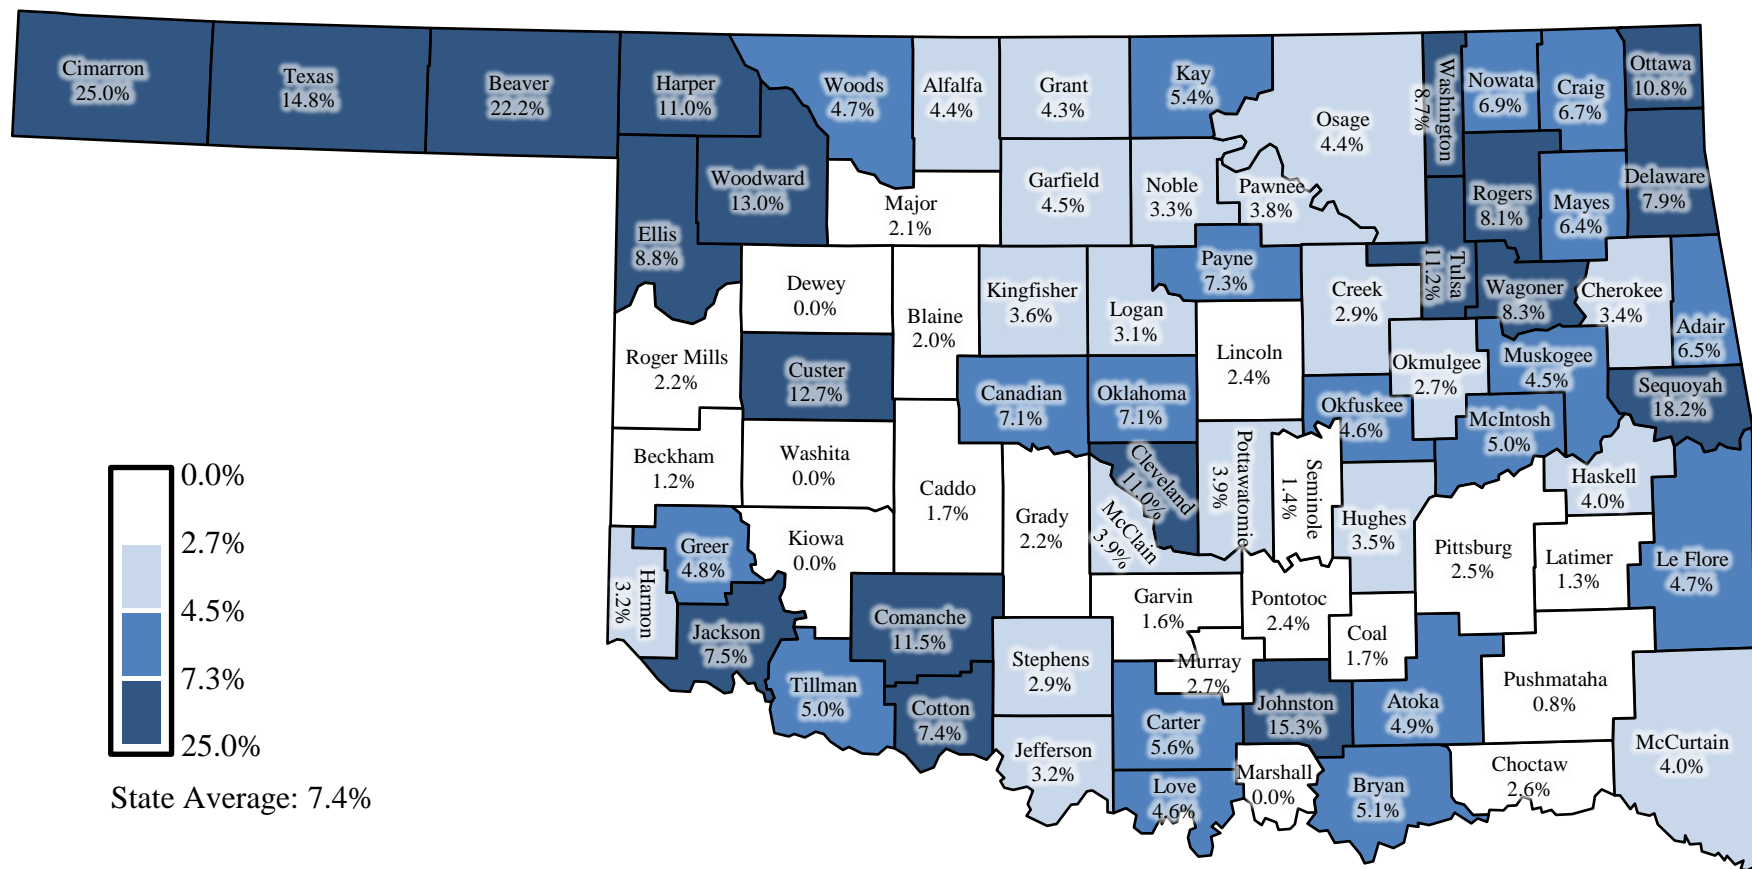 Cimarron
25.0%
Texas
14.8%
Beaver
22.2%
Harper
11.0%
Woods
4.7%
Alfalfa
4.4%
Grant
4.3%
Kay
5.4%
Osage
4.4%
Washington
8.7%
Nowata
6.9%
Craig
6.7%
Ottawa
10.8%
Woodward
13.0%
Ellis
8.8%
Major
2.1%
Garfield
4.5%
Noble
3.3%
Pawnee
3.8%
Rogers
8.1%
Mayes
6.4%
Delaware
7.9%
Dewey
0.0%
Blaine
2.0%
Kingfisher
3.6%
Logan
3.1%
Payne
7.3%
Creek
2.9%
Tulsa
11.2%
Wagoner
8.3%
Cherokee
3.4%
Adair
6.5%
Roger Mills
2.2%
Custer
12.7%
Canadian
7.1%
Oklahoma
7.1%
Lincoln
2.4%
Okmulgee
2.7%
Muskogee
4.5%
Sequoyah
18.2%
Okfuskee
4.6%
McIntosh
5.0%
Beckham
1.2%
Washita
0.0%
Caddo
1.7%
Grady
2.2%
Cleveland
11.0%
McClain
3.9%
Pottawatomie
3.9%
Seminole
1.4%
Hughes
3.5%
Haskell
4.0%
Pittsburg
2.5%
Latimer
1.3%
Le Flore
4.7%
Greer
4.8%
Kiowa
0.0%
Harmon
3.2%
Jackson
7.5%
Comanche
11.5%
Garvin
1.6%
Pontotoc
2.4%
Coal
1.7%
Tillman
5.0%
Cotton
7.4%
Stephens
2.9%
Murray
2.7%
Johnston
15.3%
Atoka
4.9%
Pushmataha
0.8%
Carter
5.6%
Jefferson
3.2%
Love
4.6%
Marshall
0.0%
Bryan
5.1%
Choctaw
2.6%
McCurtain
4.0%
0.0%
2.7%
4.5%
7.3%
25.0%
State Average: 7.4%